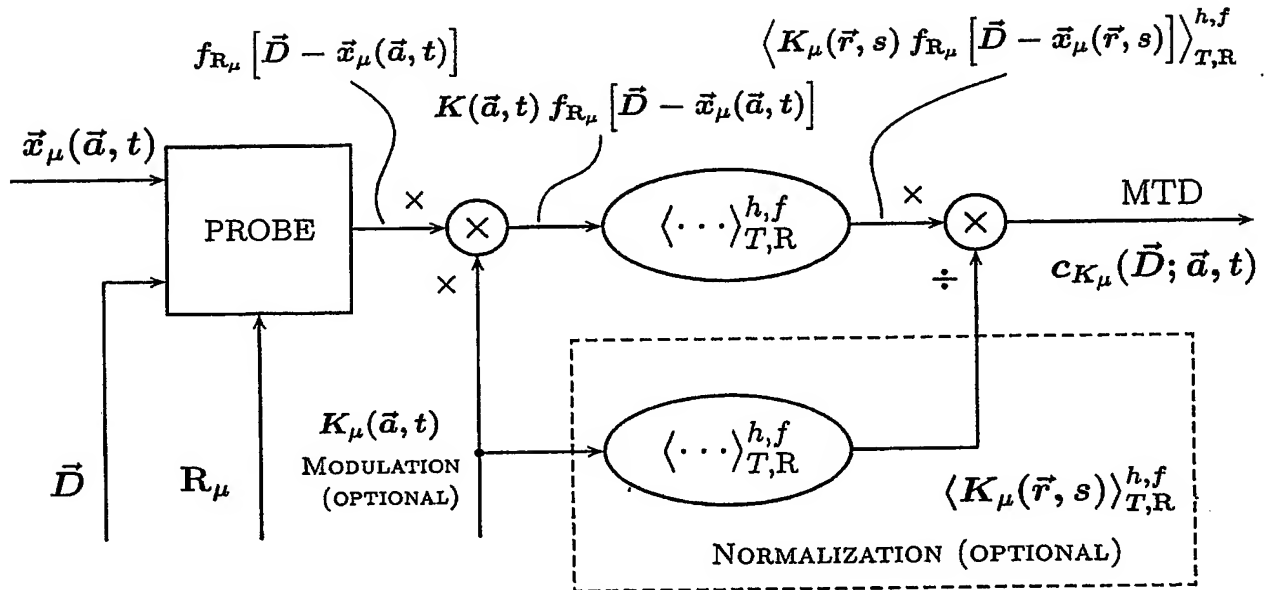 f_{R_μ} [D⃗ − x⃗_μ(a⃗, t)]
⟨K_μ(r⃗, s) f_{R_μ} [D⃗ − x⃗_μ(r⃗, s)]⟩_{T,R}^{h,f}
K(a⃗, t) f_{R_μ} [D⃗ − x⃗_μ(a⃗, t)]
x⃗_μ(a⃗, t)
PROBE
×
×
×
⟨···⟩_{T,R}^{h,f}
×
×
÷
MTD
c_{K_μ}(D⃗; a⃗, t)
D⃗
R_μ
K_μ(a⃗, t)
MODULATION
(OPTIONAL)
⟨···⟩_{T,R}^{h,f}
⟨K_μ(r⃗, s)⟩_{T,R}^{h,f}
NORMALIZATION (OPTIONAL)